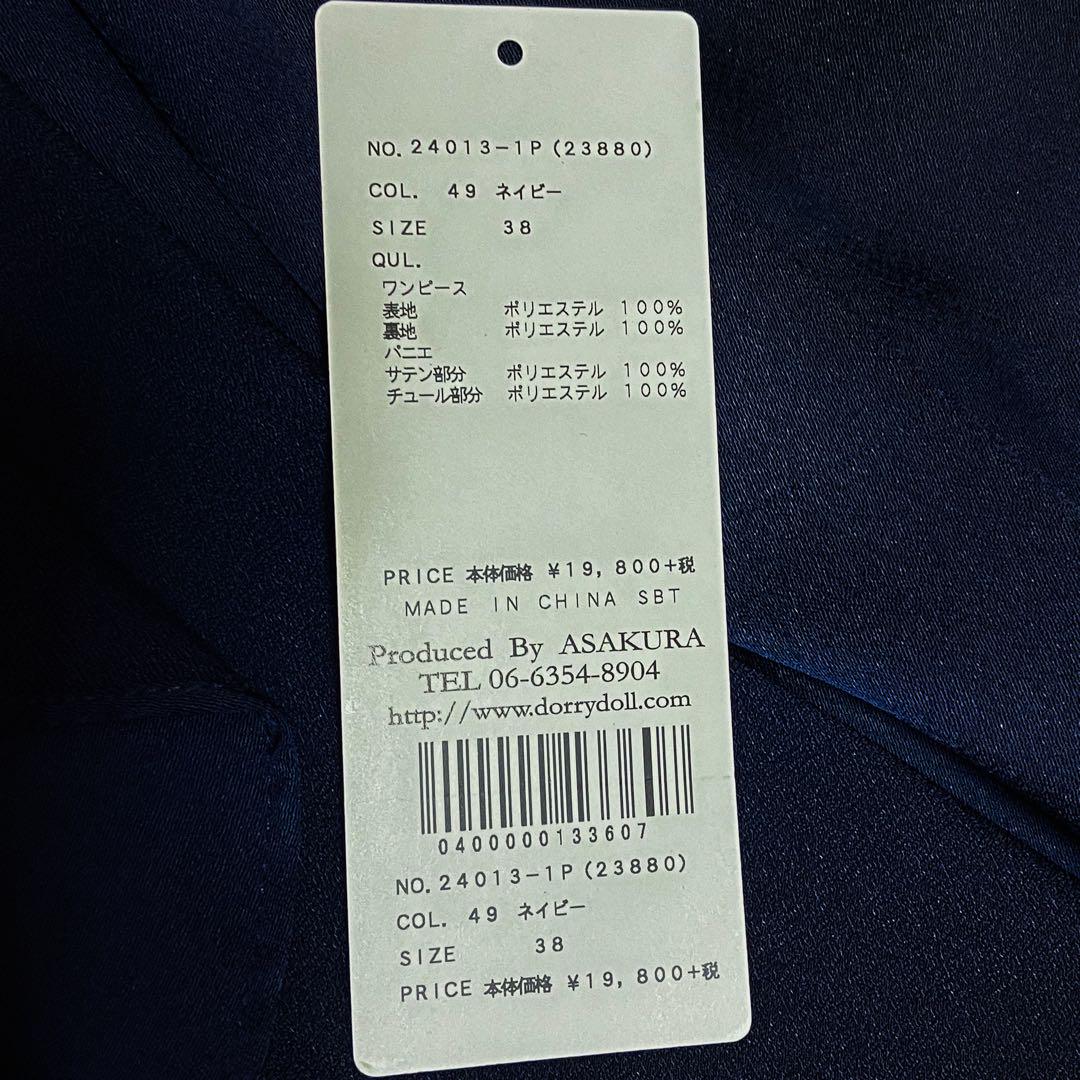 NO. 24013-1P (23880)
COL. 49 ネイビー
SIZE 38
QUL.
ワンピース
表地 ポリエステル 100%
裏地 ポリエステル 100%
パニエ
サテン部分 ポリエステル 100%
チュール部分 ポリエステル 100%
PRICE 本体価格 ¥19,800+税
MADE IN CHINA SBT
Produced By ASAKURA
TEL 06-6354-8904
http://www.dorrydoll.com
0400000133607
NO. 24013-1P (23880)
COL. 49 ネイビー
SIZE 38
PRICE 本体価格 ¥19,800+税